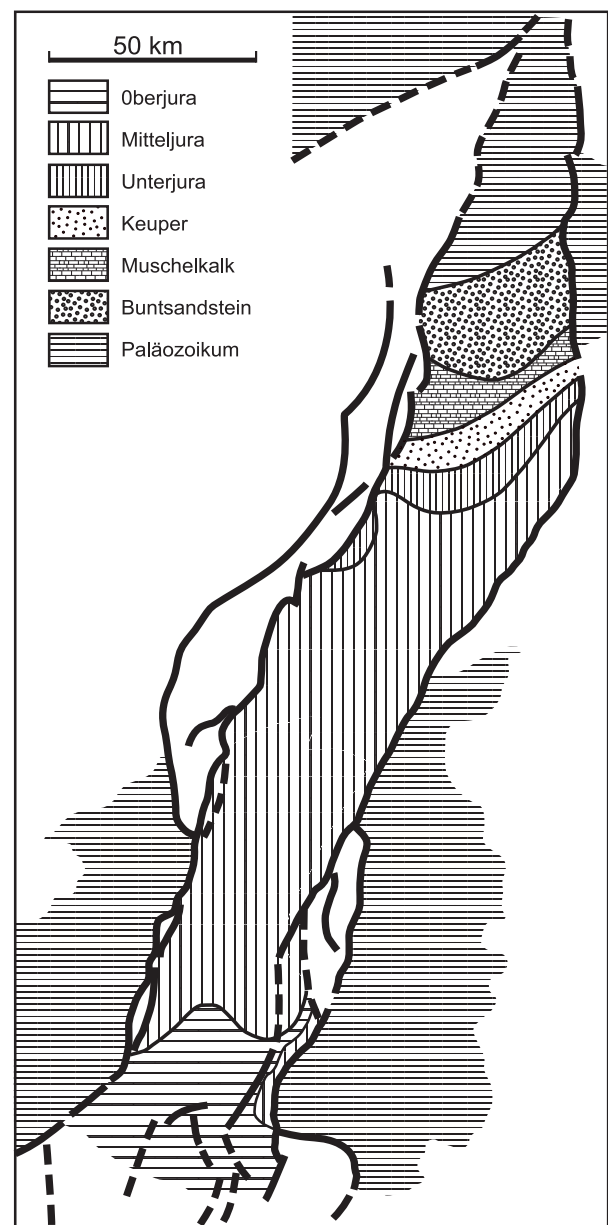 50 km
0berjura
Mitteljura
Unterjura
Keuper
Muschelkalk
Buntsandstein
Paläozoikum